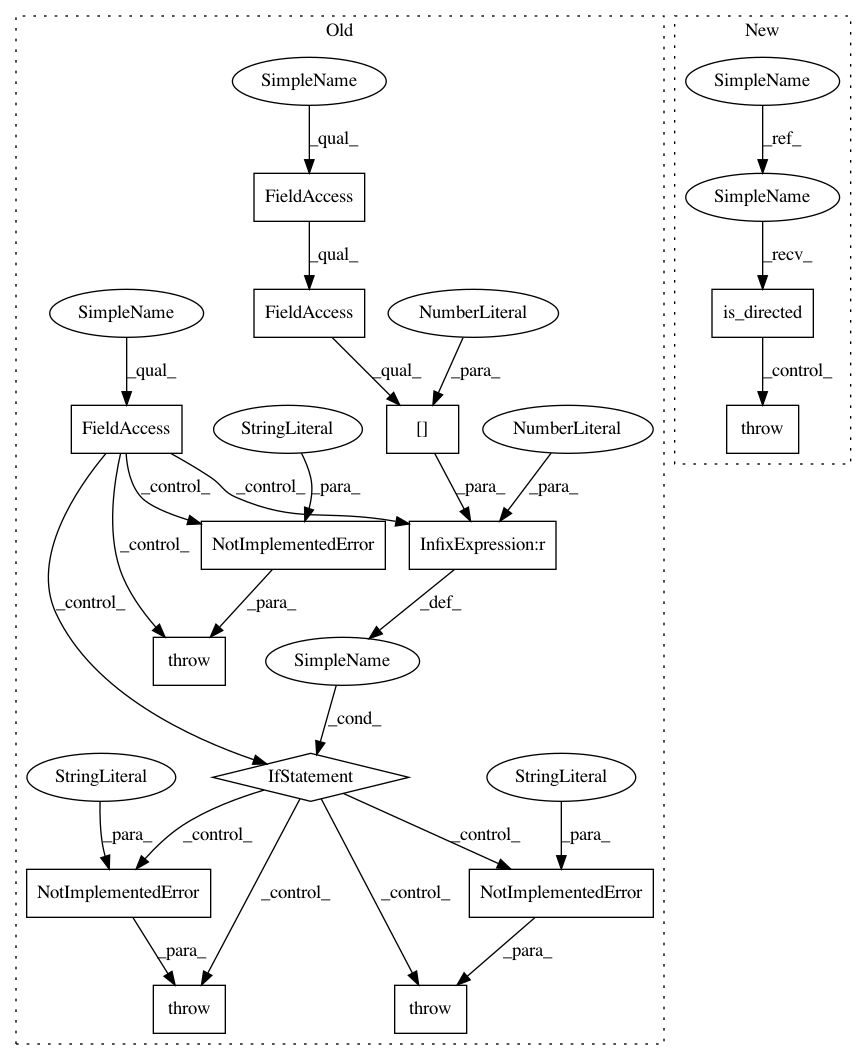 Old
New
SimpleName
SimpleName
_qual_
_ref_
FieldAccess
SimpleName
_qual_
_recv_
SimpleName
FieldAccess
NumberLiteral
is_directed
_qual_
_qual_
_para_
_control_
FieldAccess
StringLiteral
[]
NumberLiteral
throw
_control_
_control_
_para_
_para_
_para_
_control_
NotImplementedError
InfixExpression:r
_control_
_para_
_def_
throw
SimpleName
_cond_
StringLiteral
IfStatement
StringLiteral
_para_
_control_
_control_
_para_
NotImplementedError
_control_
_control_
NotImplementedError
_para_
_para_
throw
throw